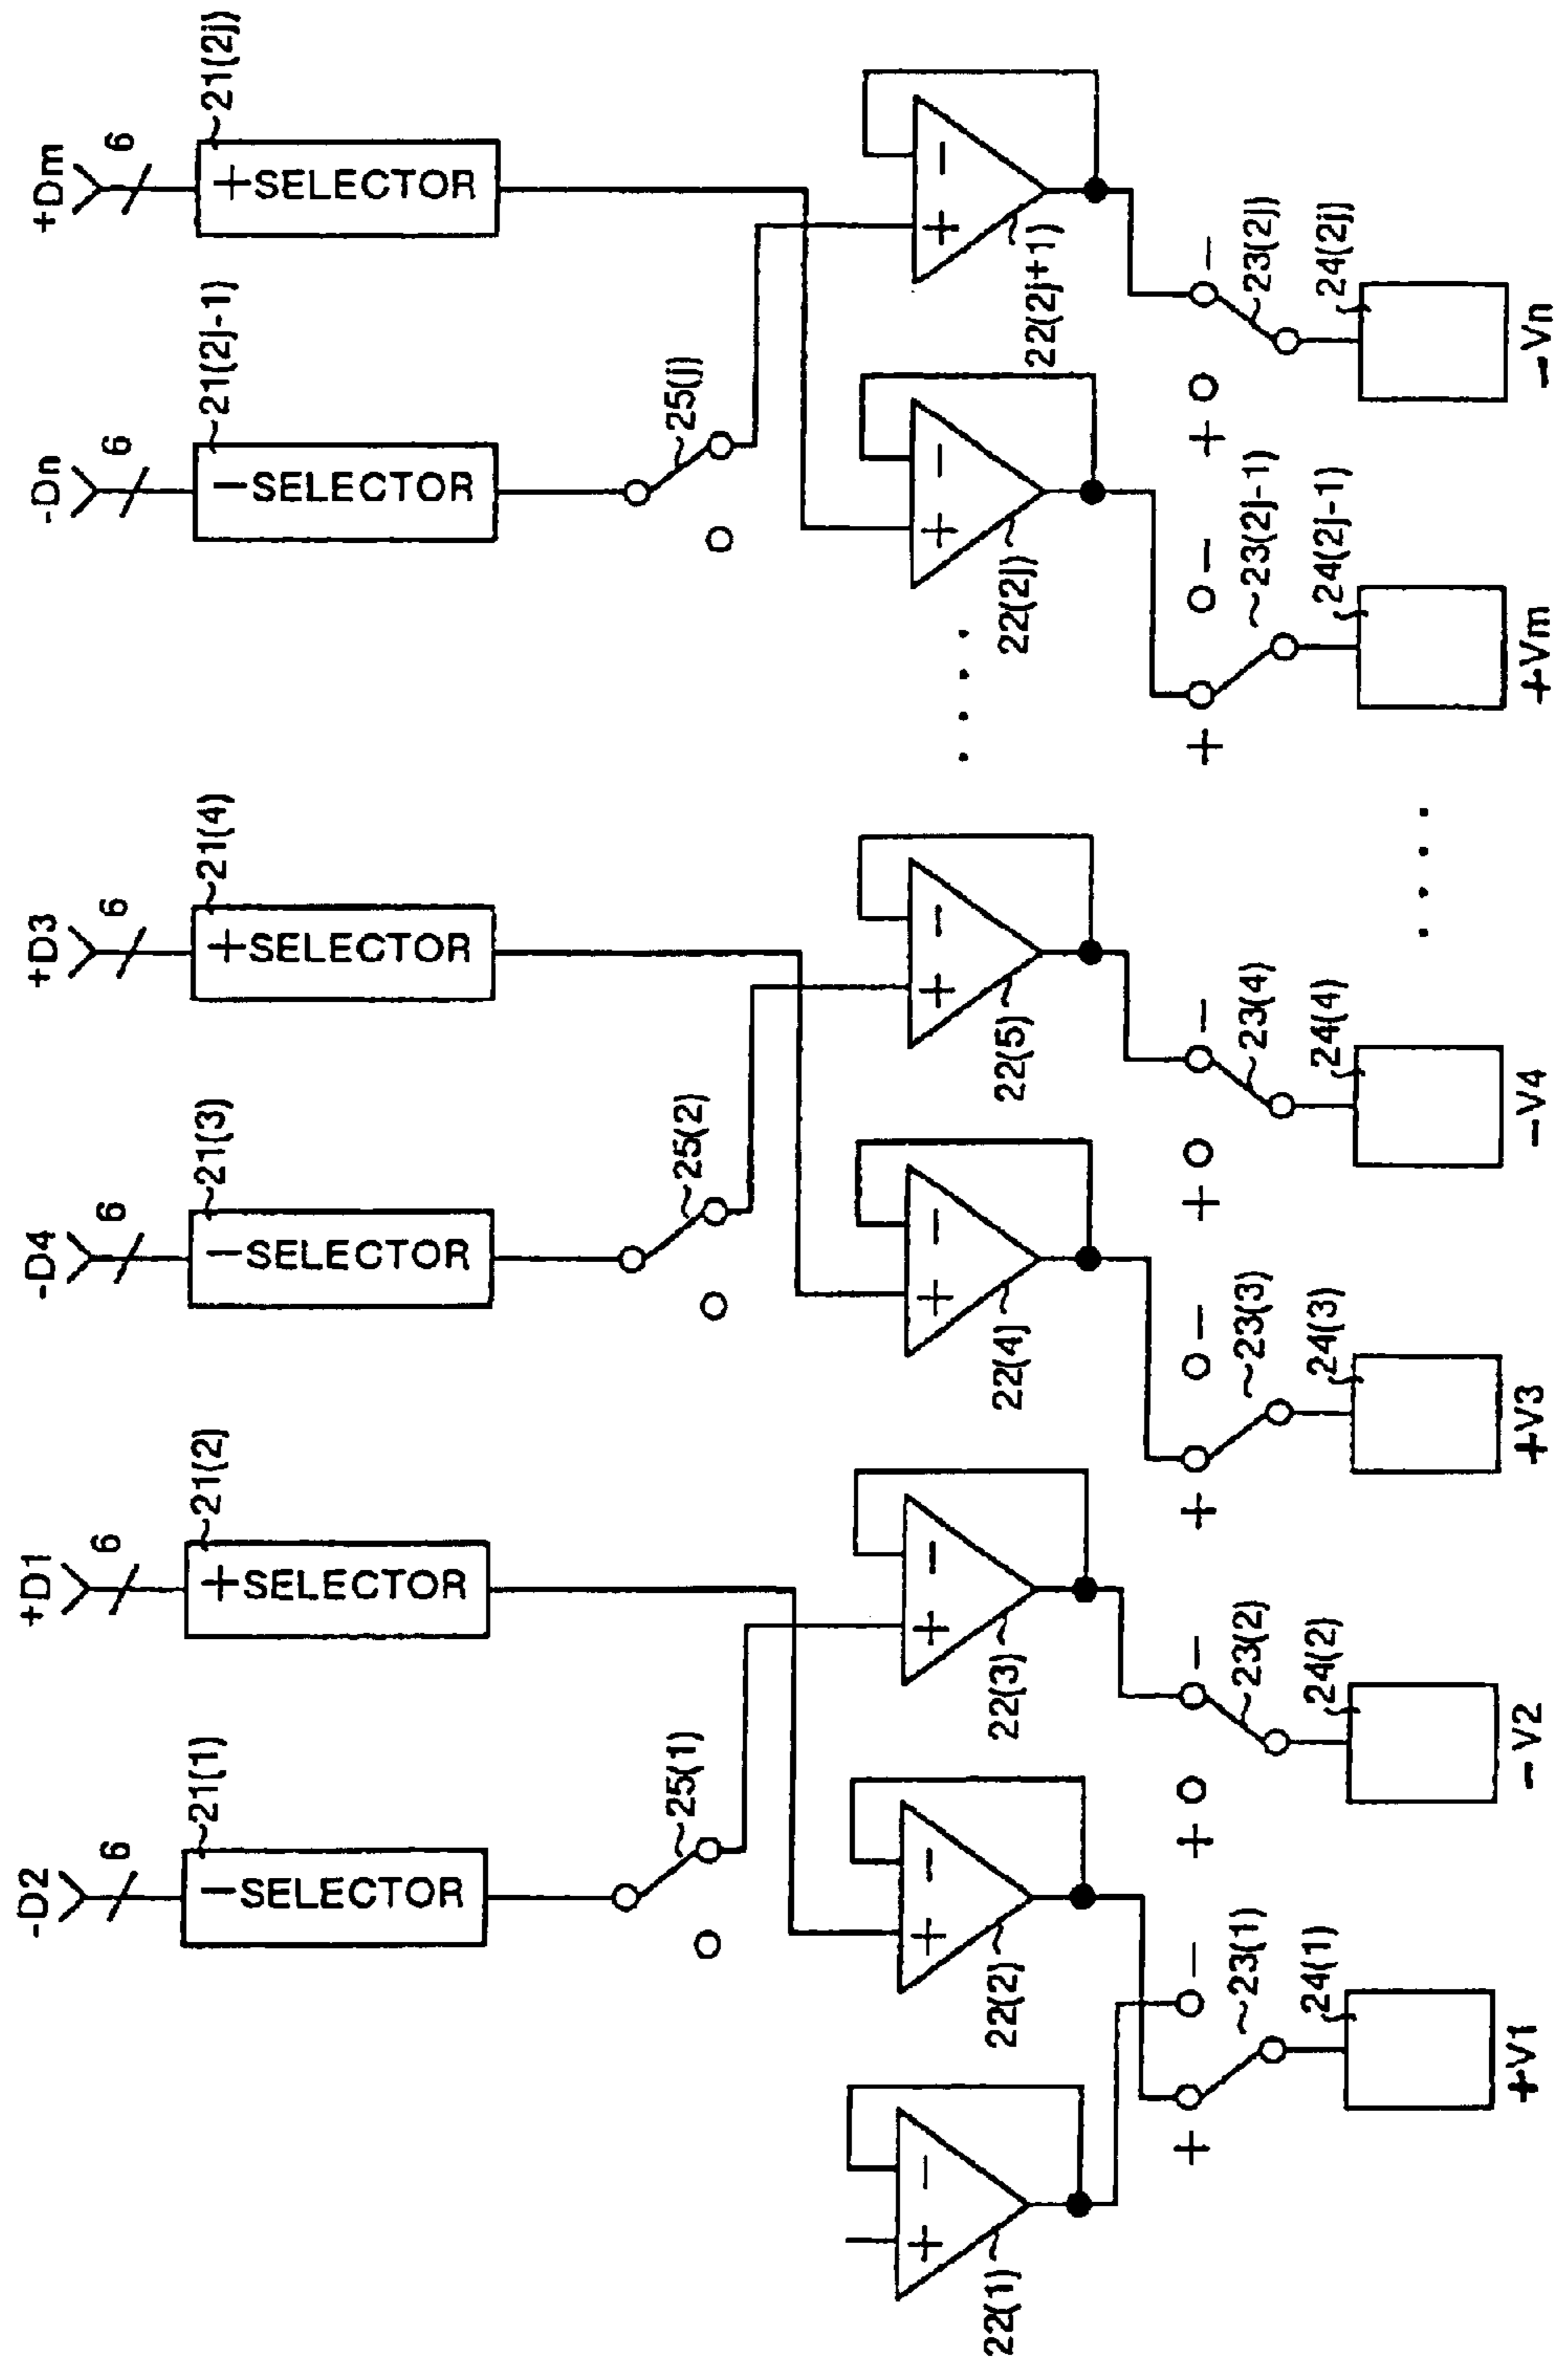 -D2 +D1 -D4 +D3 -Dn +Dm
6 6 6 6 6 6
21(1) 21(2) 21(3) 21(4) 21(2j-1) 21(2j)
−SELECTOR +SELECTOR −SELECTOR +SELECTOR −SELECTOR +SELECTOR
25(1) 25(2) 25(j)
+ − + − + − + − + − + − + −
22(1) 22(2) 22(3) 22(4) 22(5) 22(2j) 22(2j+1)
. . . .
+ − + − + − + − + − + −
23(1) 23(2) 23(3) 23(4) 23(2j-1) 23(2j)
24(1) 24(2) 24(3) 24(4) 24(2j-1) 24(2j)
. . . .
+V1 −V2 +V3 −V4 +Vm −Vn